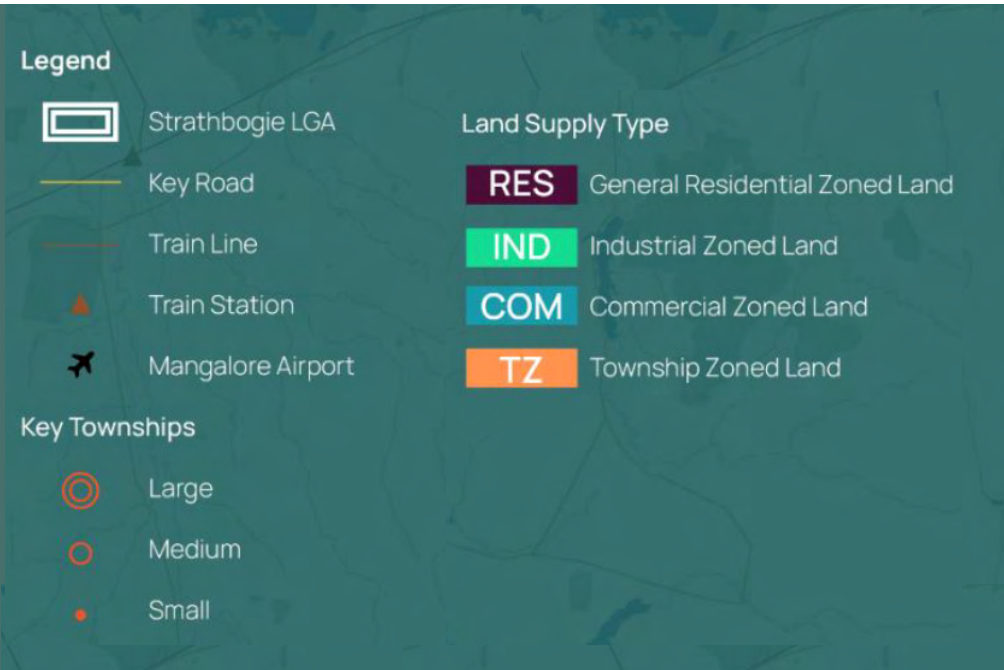 Legend
Strathbogie LGA
Key Road
Train Line
Train Station
Mangalore Airport
Key Townships
Large
Medium
Small
Land Supply Type
RES General Residential Zoned Land
IND Industrial Zoned Land
COM Commercial Zoned Land
TZ Township Zoned Land